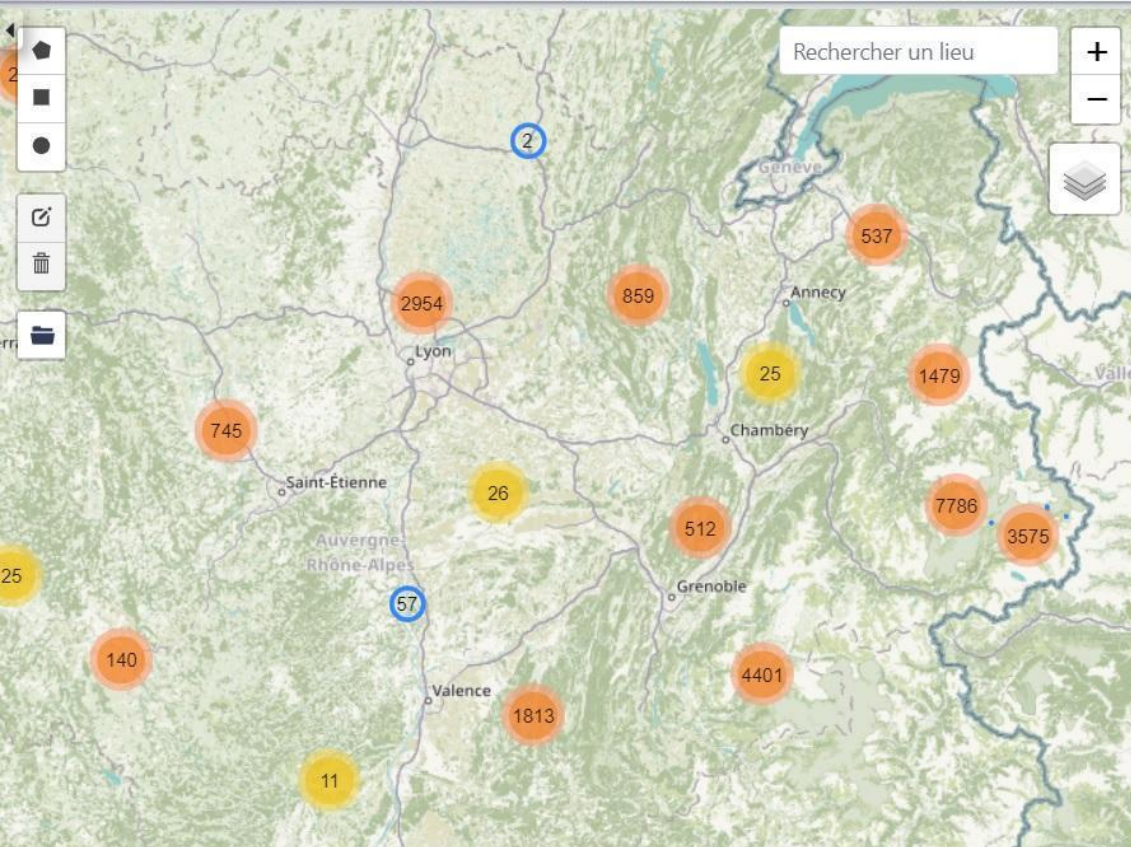 Rechercher un lieu
+
−
2
Genève
537
2954
859
Annecy
Lyon
25
1479
745
Chambéry
Saint-Étienne
26
7786
512
3575
Auvergne-
Rhône-Alpes
25
Grenoble
57
140
4401
Valence
1813
11